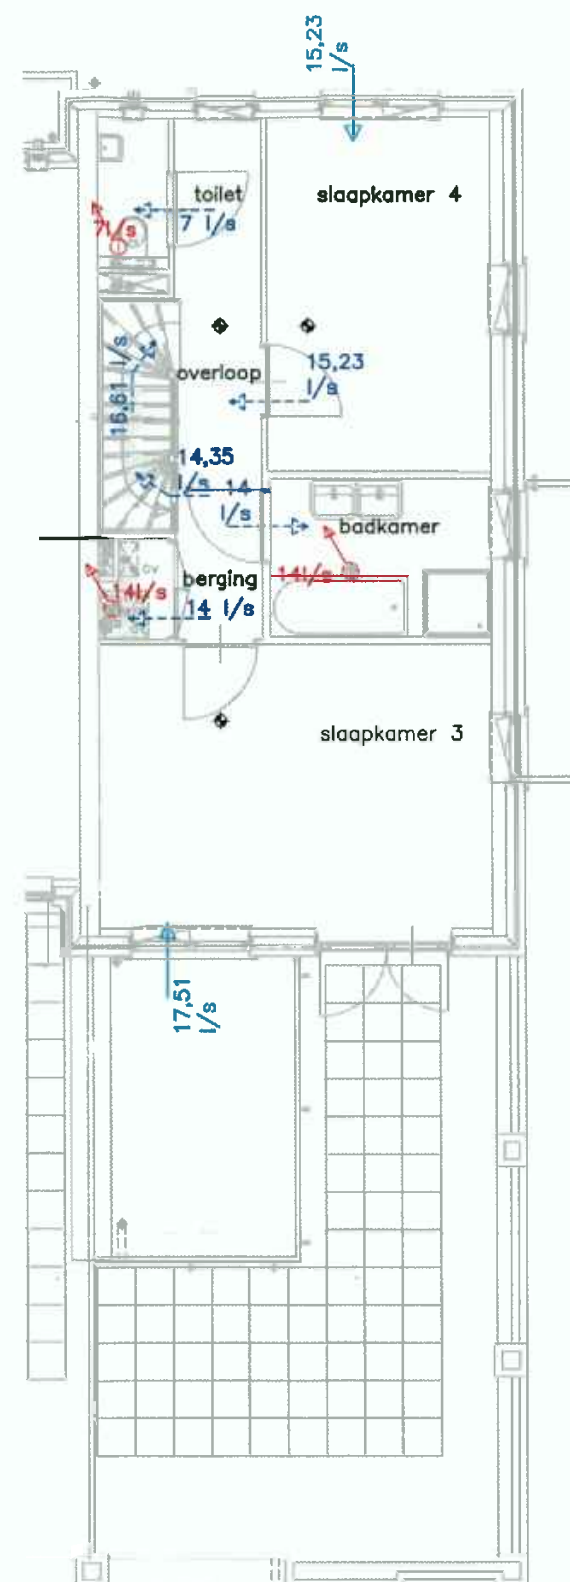 15,23
l/s
toilet
slaapkamer 4
7l/s
7 l/s
16,61 l/s
overloop
15,23
l/s
14,35
l/s
14
l/s
badkamer
cv
berging
14l/s
14l/s
14 l/s
slaapkamer 3
17,51
l/s